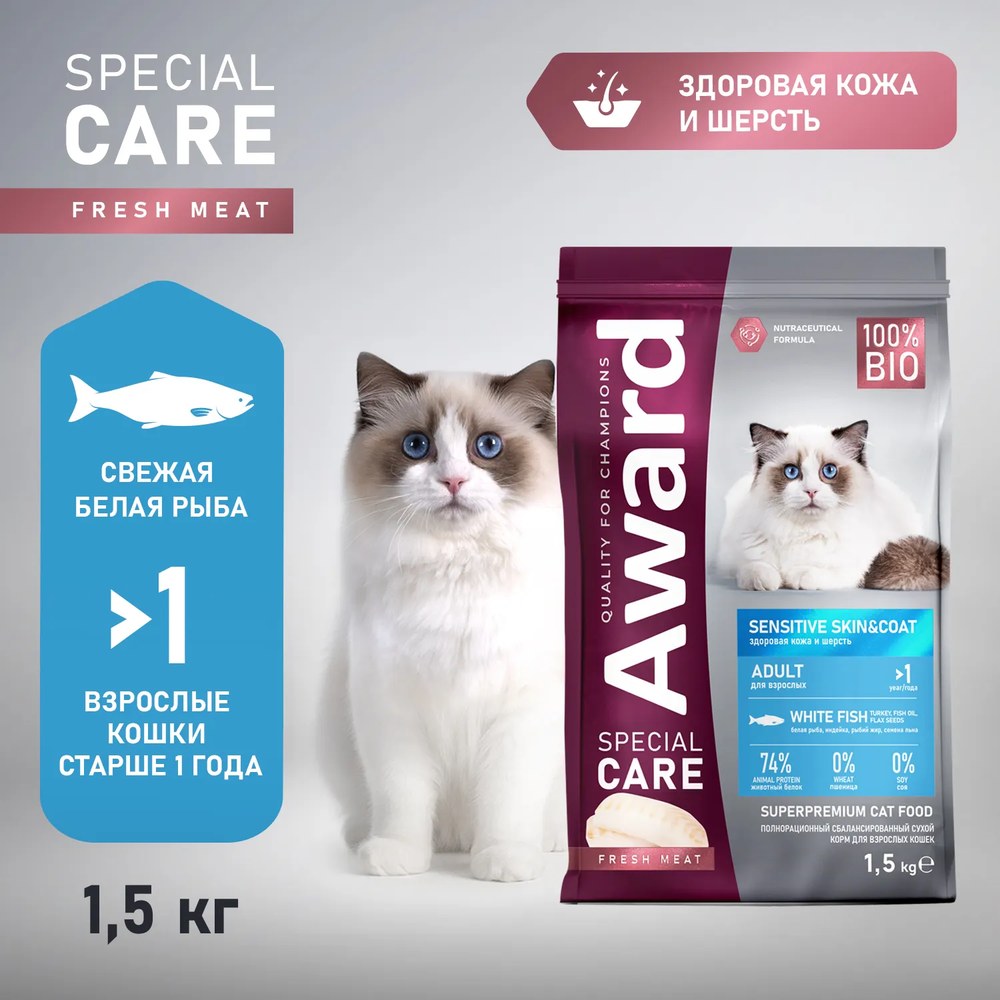 SPECIAL
CARE
FRESH MEAT
ЗДОРОВАЯ КОЖА
И ШЕРСТЬ
СВЕЖАЯ
БЕЛАЯ РЫБА
>1
ВЗРОСЛЫЕ
КОШКИ
СТАРШЕ 1 ГОДА
1,5 кг
NUTRACEUTICAL
FORMULA
100%
BIO
Award
QUALITY FOR CHAMPIONS
SPECIAL
CARE
FRESH MEAT
SENSITIVE SKIN&COAT
здоровая кожа и шерсть
ADULT
для взрослых
>1
year/года
WHITE FISH TURKEY, FISH OIL,
FLAX SEEDS
белая рыба, индейка, рыбий жир, семена льна
74% 0% 0%
ANIMAL PROTEIN WHEAT SOY
животный белок пшеница соя
SUPERPREMIUM CAT FOOD
ПОЛНОРАЦИОННЫЙ СБАЛАНСИРОВАННЫЙ СУХОЙ
КОРМ ДЛЯ ВЗРОСЛЫХ КОШЕК
1,5 kg℮